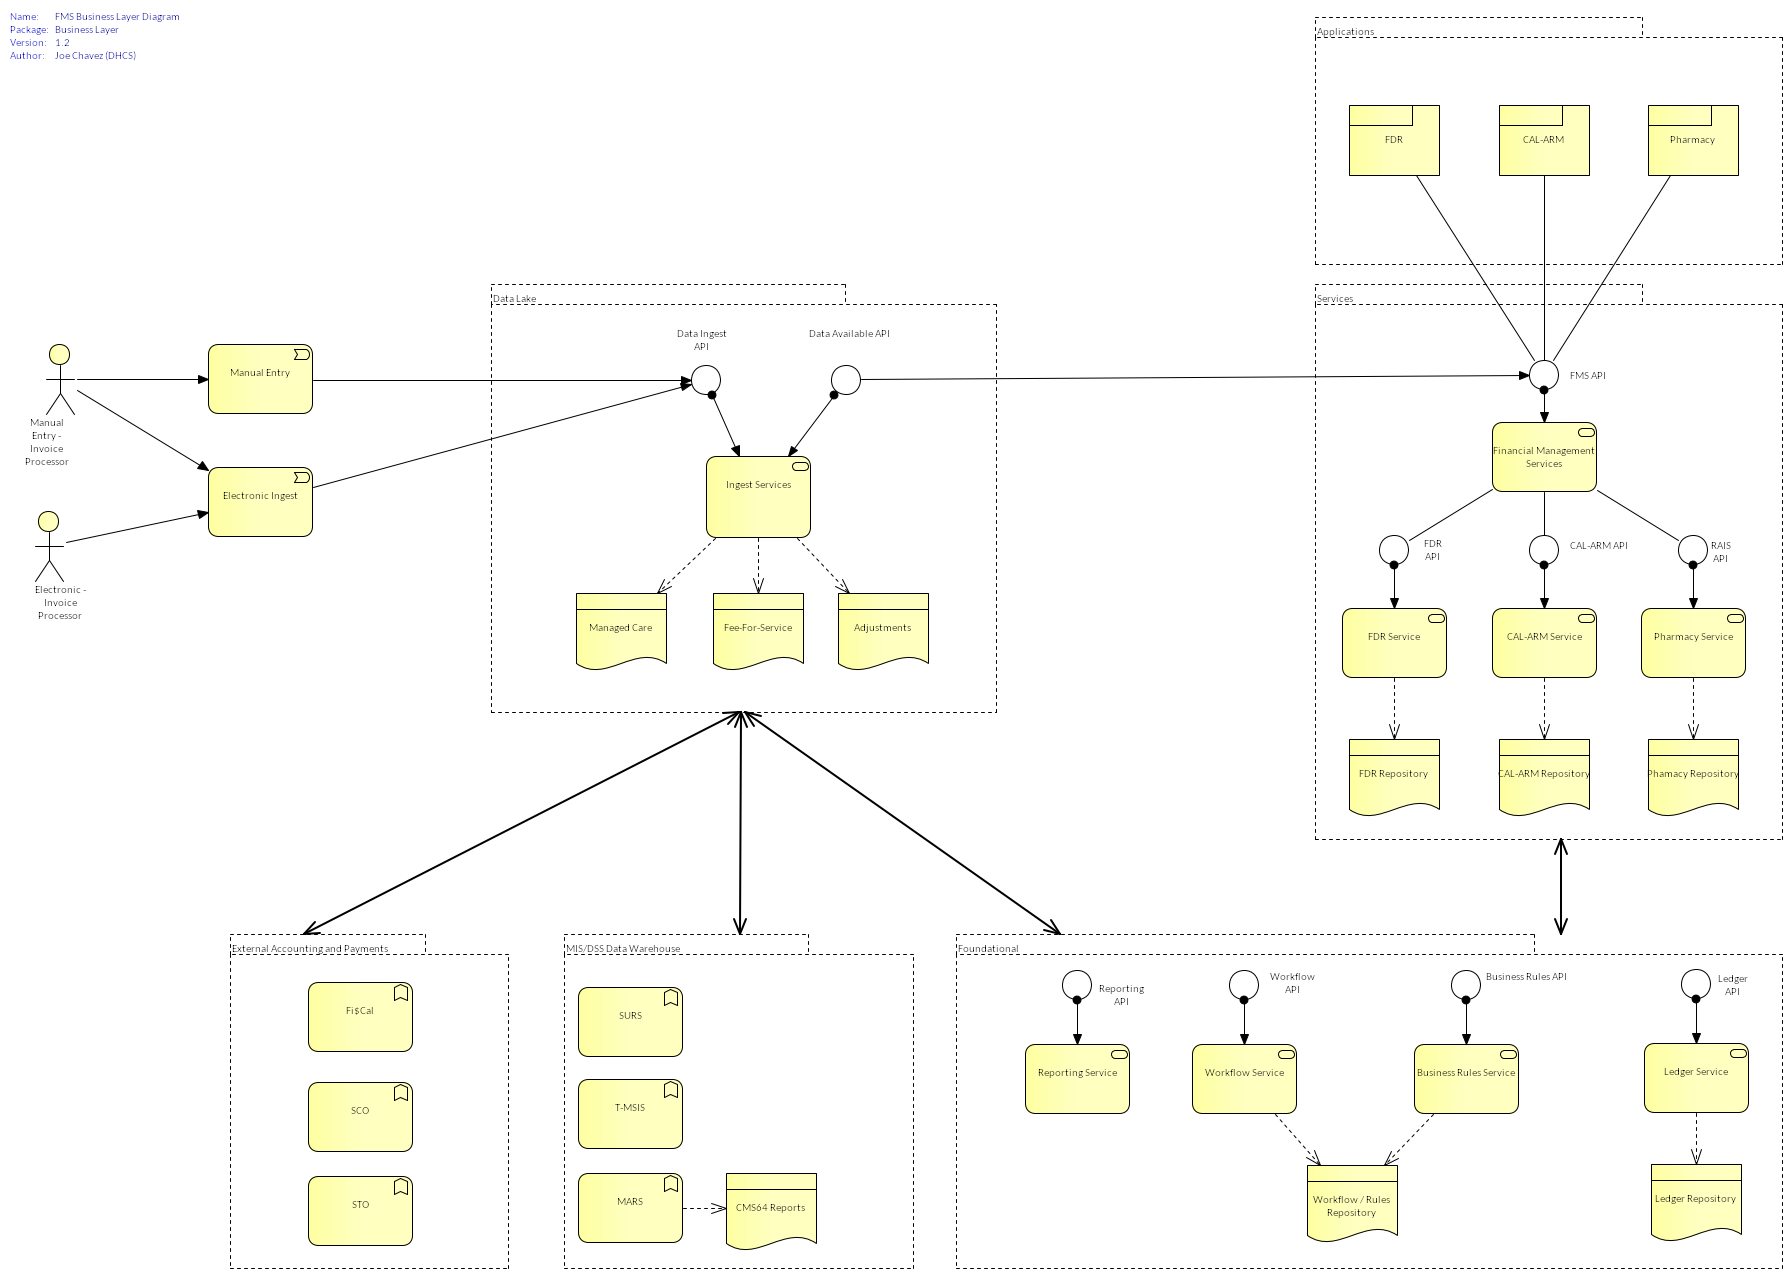 Name: FMS Business Layer Diagram
Package: Business Layer
Version: 1.2
Author: Joe Chavez (DHCS)
Applications
FDR
CAL-ARM
Pharmacy
Data Lake
Services
Data Ingest
API
Data Available API
FMS API
Manual Entry
Manual
Entry -
Invoice
Processor
Electronic Ingest
Electronic -
Invoice
Processor
Ingest Services
Financial Management
Services
FDR
API
CAL-ARM API
RAIS
API
Managed Care
Fee-For-Service
Adjustments
FDR Service
CAL-ARM Service
Pharmacy Service
FDR Repository
CAL-ARM Repository
Phamacy Repository
External Accounting and Payments
Fi$Cal
SCO
STO
MIS/DSS Data Warehouse
SURS
T-MSIS
MARS
CMS64 Reports
Foundational
Reporting
API
Workflow
API
Business Rules API
Ledger
API
Reporting Service
Workflow Service
Business Rules Service
Ledger Service
Workflow / Rules
Repository
Ledger Repository